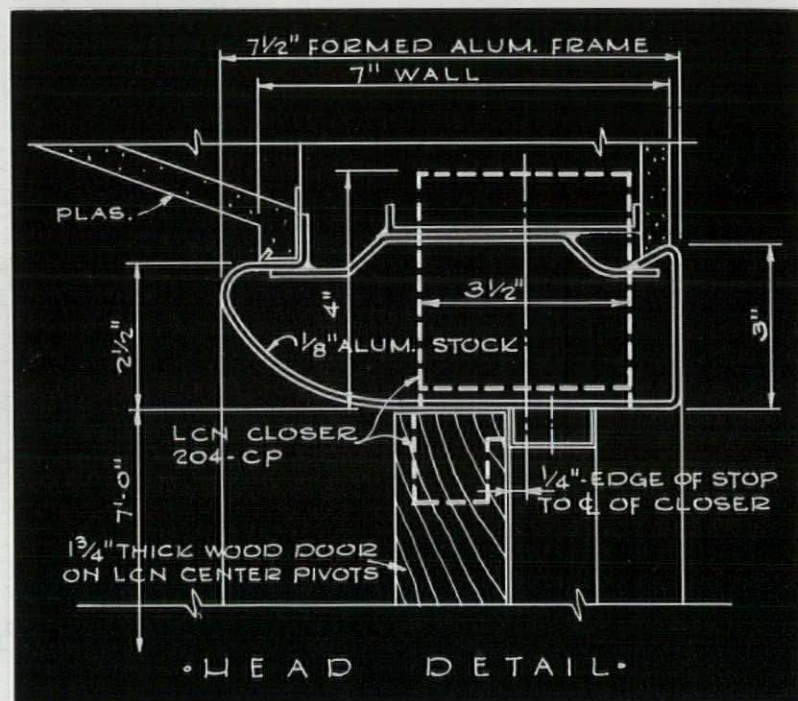 7½" FORMED ALUM. FRAME
7" WALL
PLAS.
4"
3½"
2½"
3"
⅛" ALUM. STOCK
LCN CLOSER
204-CP
¼"-EDGE OF STOP
TO ℄ OF CLOSER
7'-0"
1¾" THICK WOOD DOOR
ON LCN CENTER PIVOTS
·HEAD DETAIL·